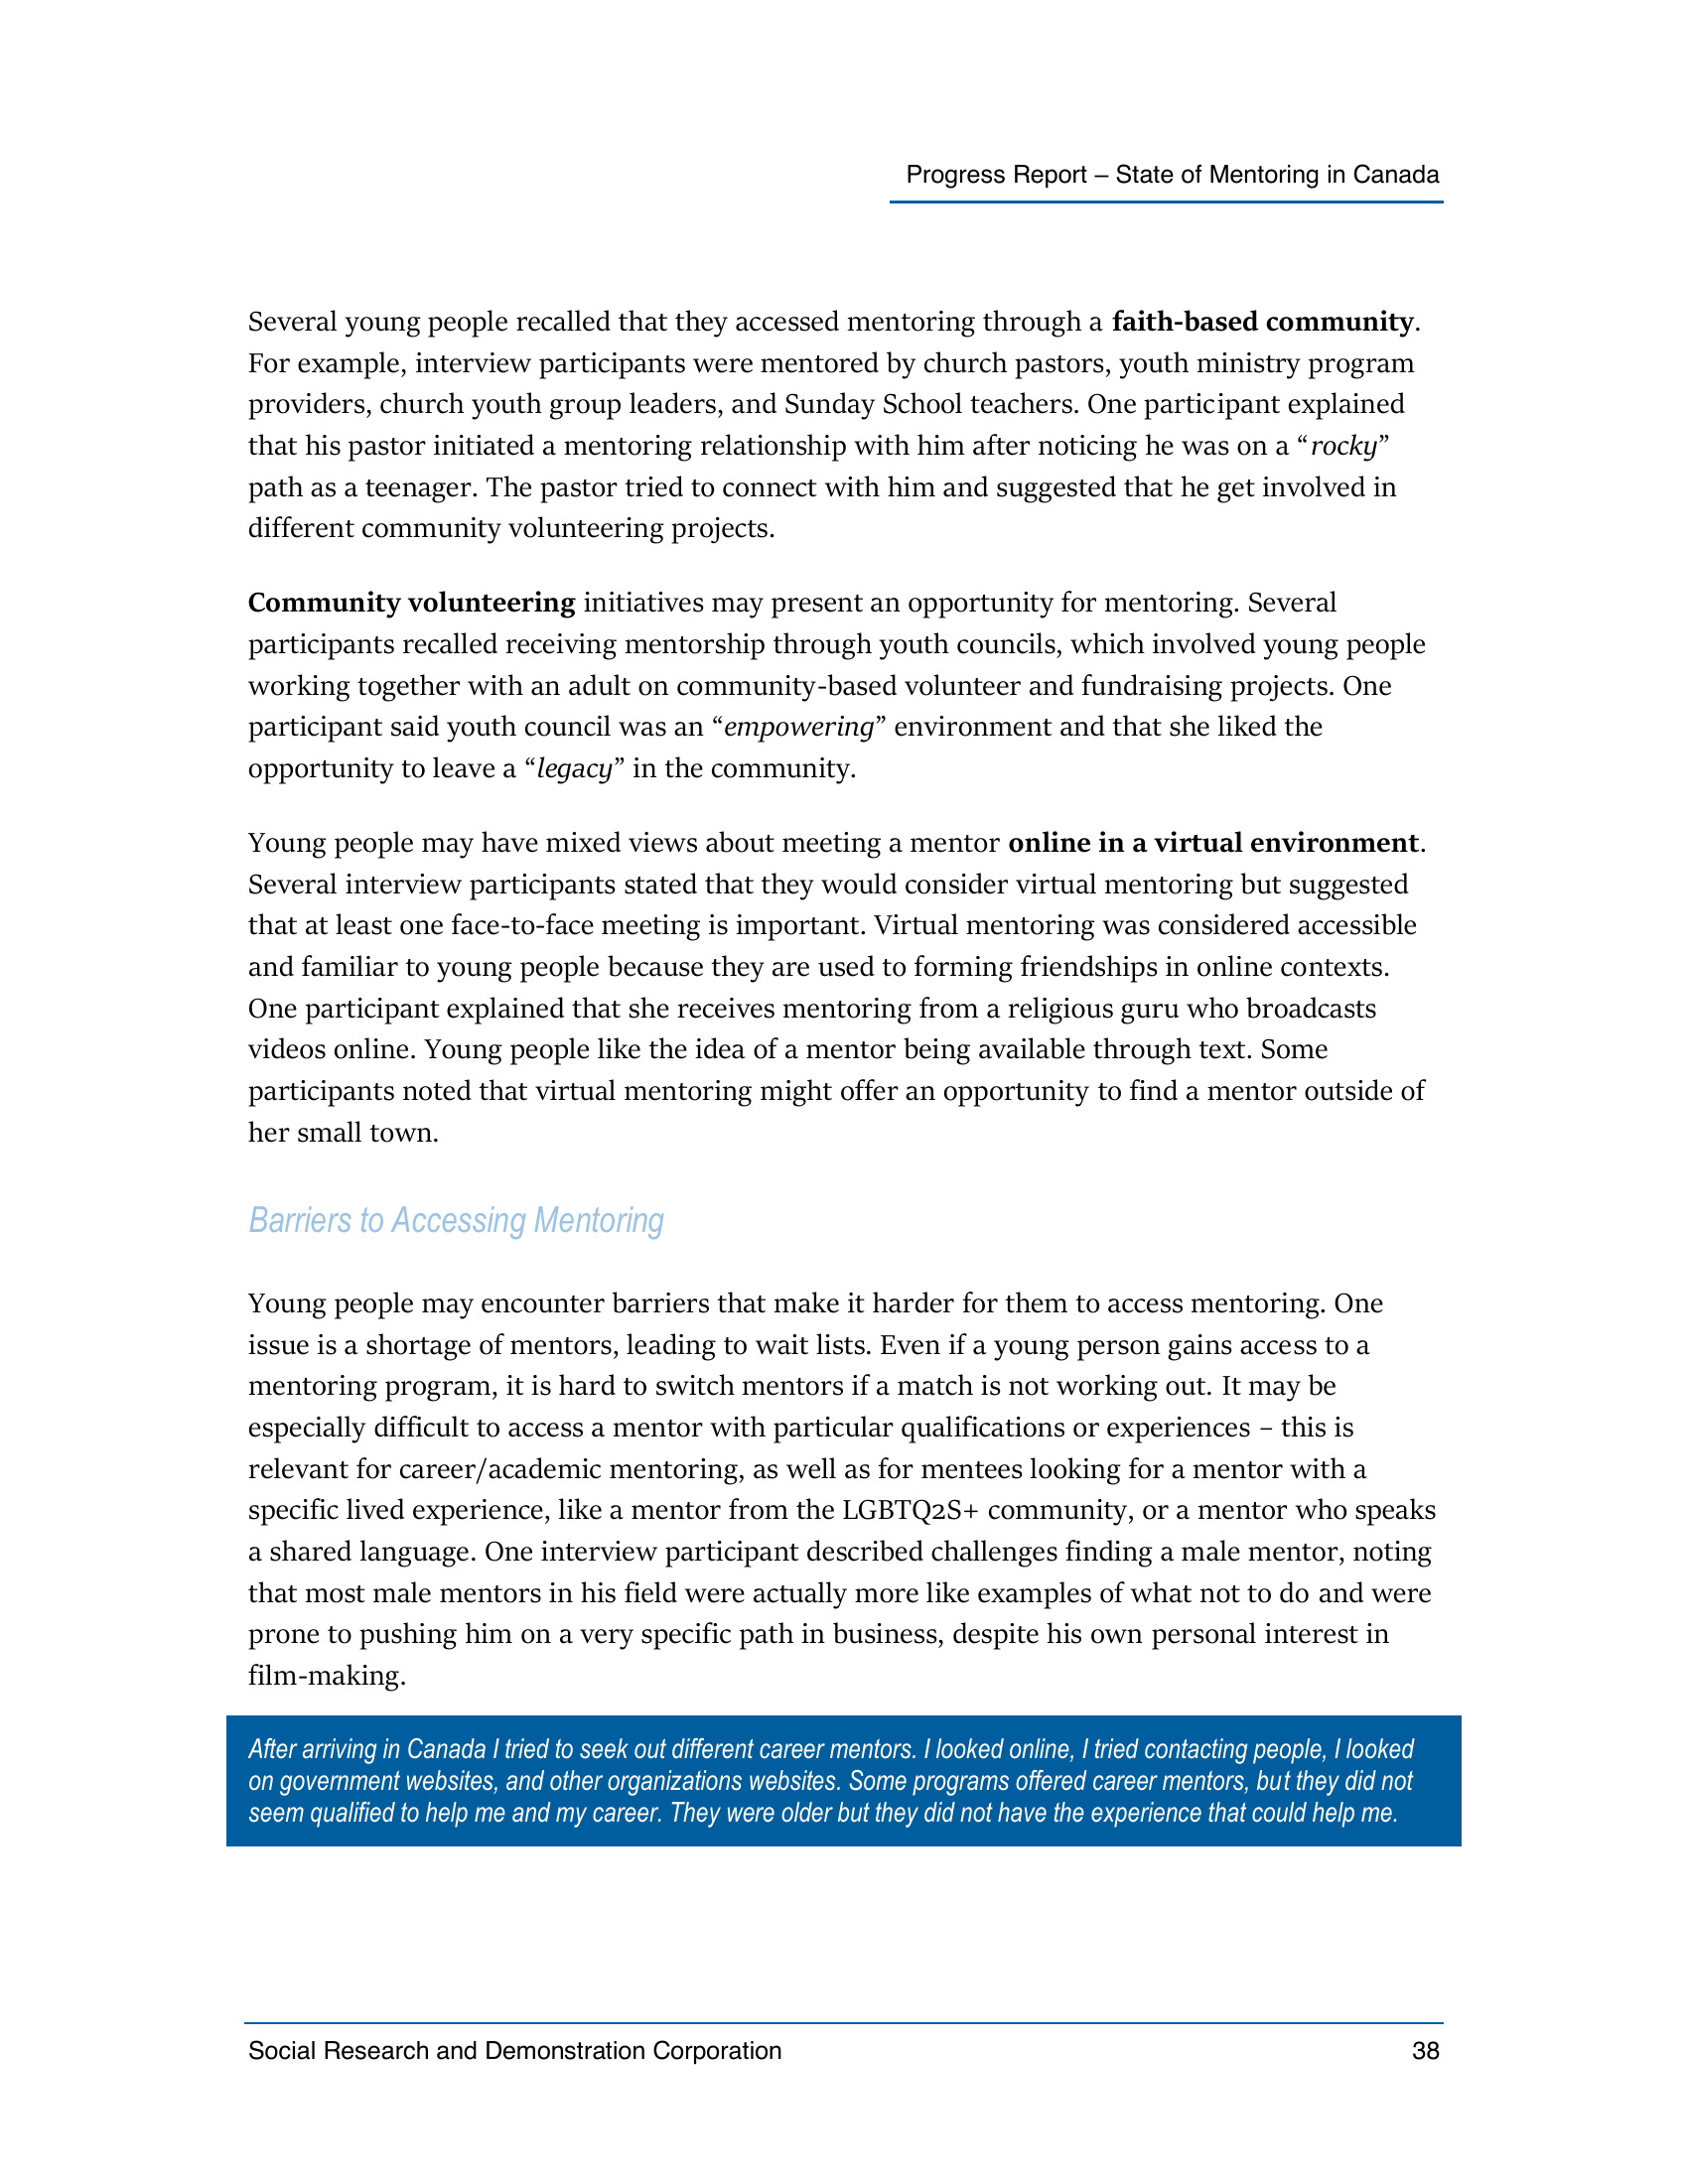 Progress Report – State of Mentoring in Canada
Several young people recalled that they accessed mentoring through a faith-based community.
For example, interview participants were mentored by church pastors, youth ministry program
providers, church youth group leaders, and Sunday School teachers. One participant explained
that his pastor initiated a mentoring relationship with him after noticing he was on a “rocky”
path as a teenager. The pastor tried to connect with him and suggested that he get involved in
different community volunteering projects.
Community volunteering initiatives may present an opportunity for mentoring. Several
participants recalled receiving mentorship through youth councils, which involved young people
working together with an adult on community-based volunteer and fundraising projects. One
participant said youth council was an “empowering” environment and that she liked the
opportunity to leave a “legacy” in the community.
Young people may have mixed views about meeting a mentor online in a virtual environment.
Several interview participants stated that they would consider virtual mentoring but suggested
that at least one face-to-face meeting is important. Virtual mentoring was considered accessible
and familiar to young people because they are used to forming friendships in online contexts.
One participant explained that she receives mentoring from a religious guru who broadcasts
videos online. Young people like the idea of a mentor being available through text. Some
participants noted that virtual mentoring might offer an opportunity to find a mentor outside of
her small town.
Barriers to Accessing Mentoring
Young people may encounter barriers that make it harder for them to access mentoring. One
issue is a shortage of mentors, leading to wait lists. Even if a young person gains access to a
mentoring program, it is hard to switch mentors if a match is not working out. It may be
especially difficult to access a mentor with particular qualifications or experiences – this is
relevant for career/academic mentoring, as well as for mentees looking for a mentor with a
specific lived experience, like a mentor from the LGBTQ2S+ community, or a mentor who speaks
a shared language. One interview participant described challenges finding a male mentor, noting
that most male mentors in his field were actually more like examples of what not to do and were
prone to pushing him on a very specific path in business, despite his own personal interest in
film-making.
After arriving in Canada I tried to seek out different career mentors. I looked online, I tried contacting people, I looked
on government websites, and other organizations websites. Some programs offered career mentors, but they did not
seem qualified to help me and my career. They were older but they did not have the experience that could help me.
Social Research and Demonstration Corporation 38